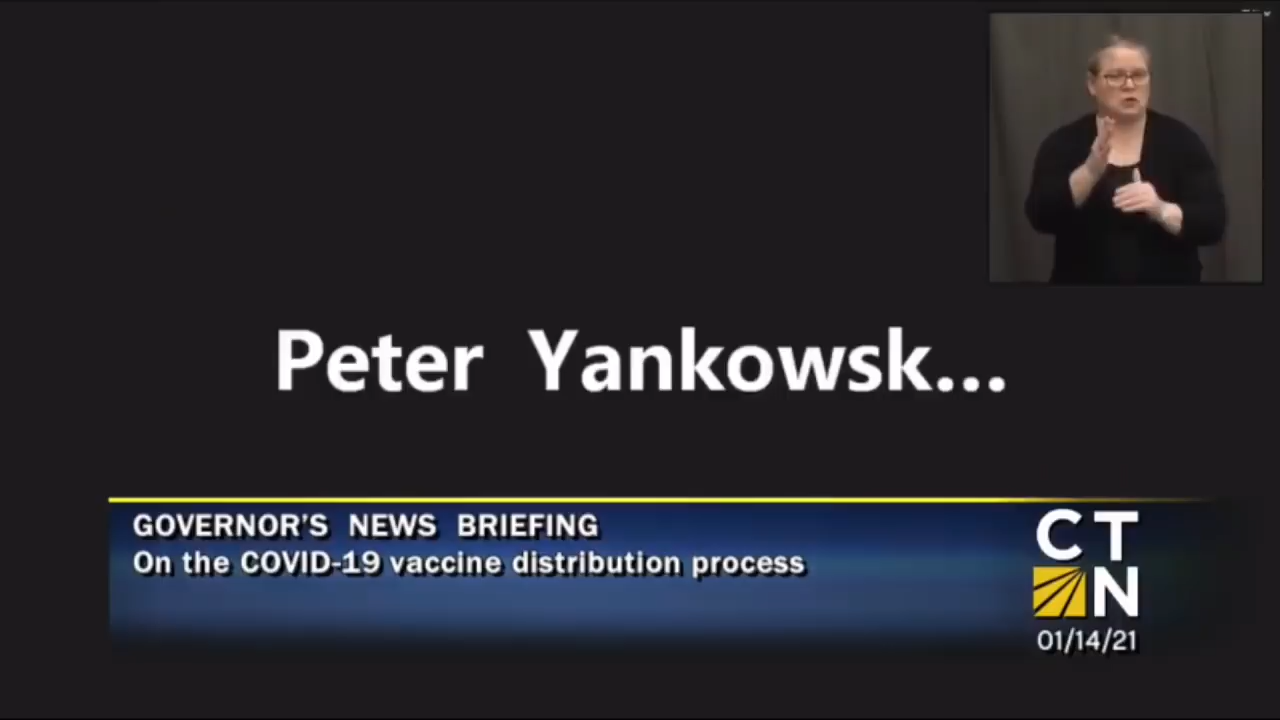 Peter Yankowsk...
GOVERNOR'S NEWS BRIEFING
On the COVID-19 vaccine distribution process
CT
N
01/14/21